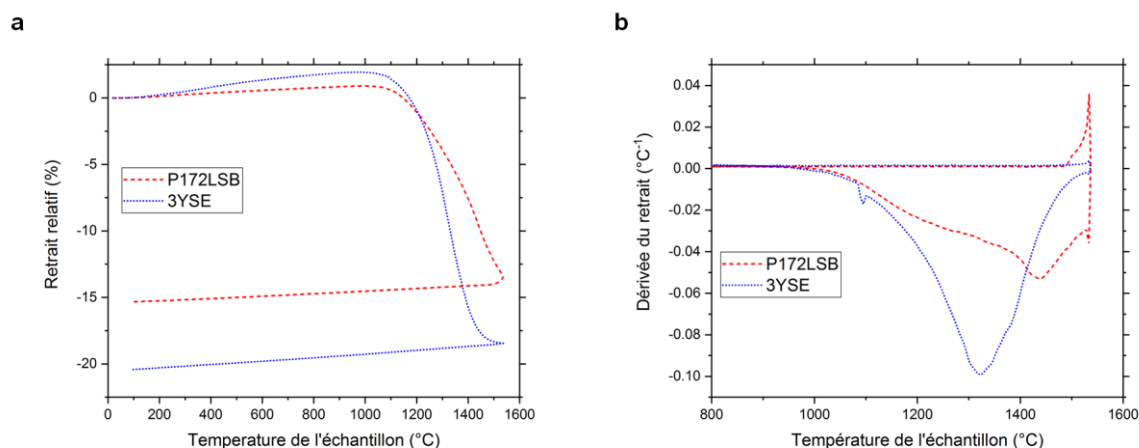 a
0
-5
-10
-15
-20
Retrait relatif (%)
P172LSB
3YSE
0 200 400 600 800 1000 1200 1400 1600
Temperature de l'échantillon (°C)
b
0.04
0.02
0.00
-0.02
-0.04
-0.06
-0.08
-0.10
Dérivée du retrait (°C⁻¹)
P172LSB
3YSE
800 1000 1200 1400 1600
Température de l'échantillon (°C)